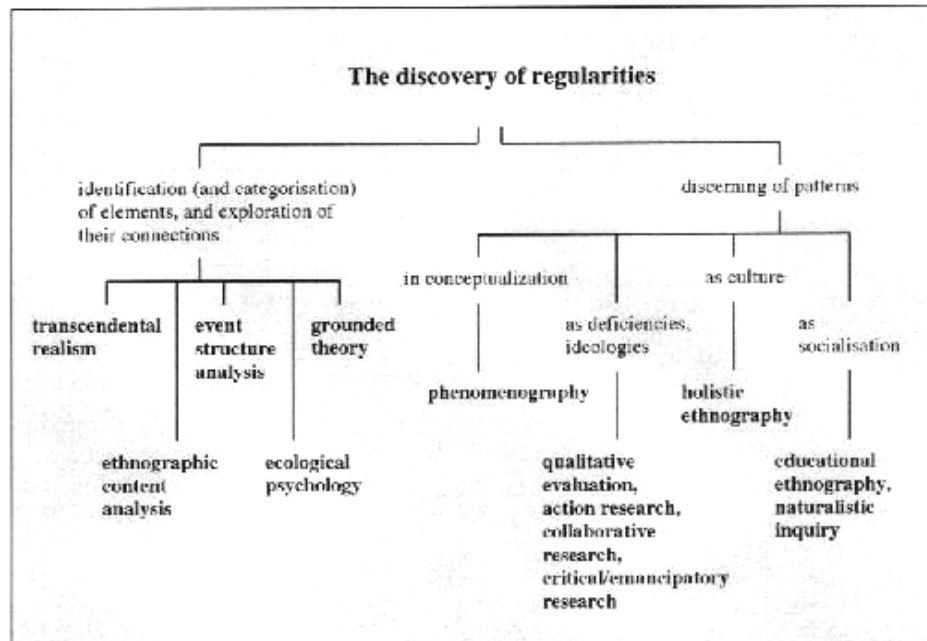 The discovery of regularities
identification (and categorisation)
of elements, and exploration of
their connections
discerning of patterns
in conceptualization
as culture
as deficiencies,
ideologies
as
socialisation
transcendental
realism
event
structure
analysis
grounded
theory
phenomenography
holistic
ethnography
ethnographic
content
analysis
ecological
psychology
qualitative
evaluation,
action research,
collaborative
research,
critical/emancipatory
research
educational
ethnography,
naturalistic
inquiry